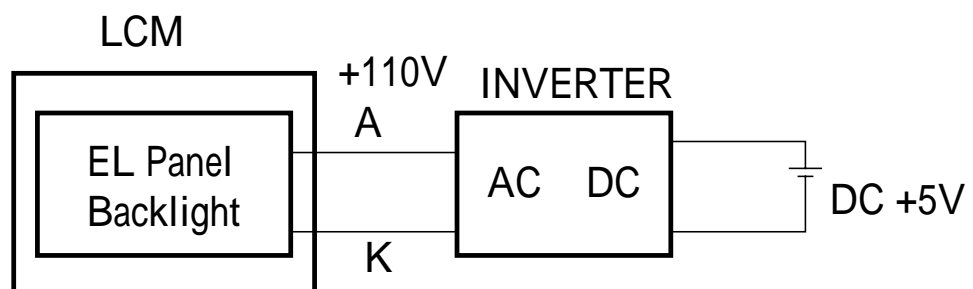 LCM
+110V
INVERTER
A
EL Panel
Backlight
AC DC
DC +5V
K